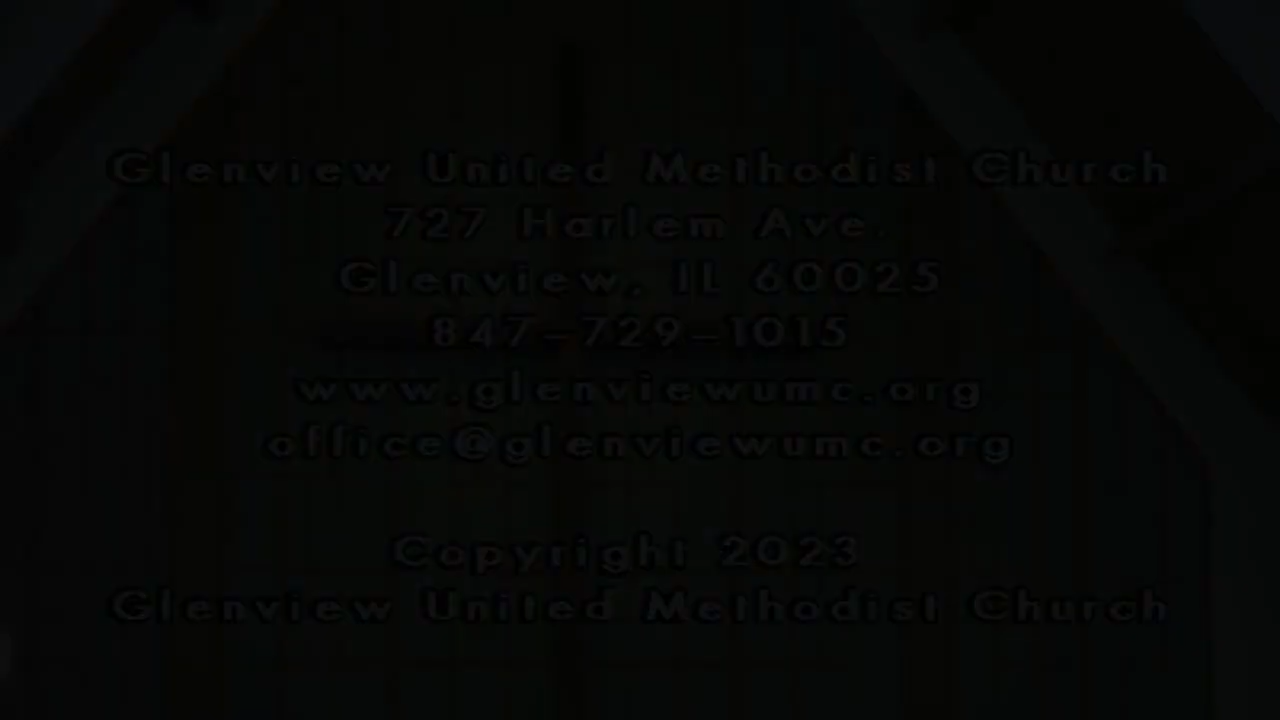 Glenview United Methodist Church
727 Harlem Ave.
Glenview, IL 60025
847-729-1015
www.glenviewumc.org
office@glenviewumc.org
Copyright 2023
Glenview United Methodist Church